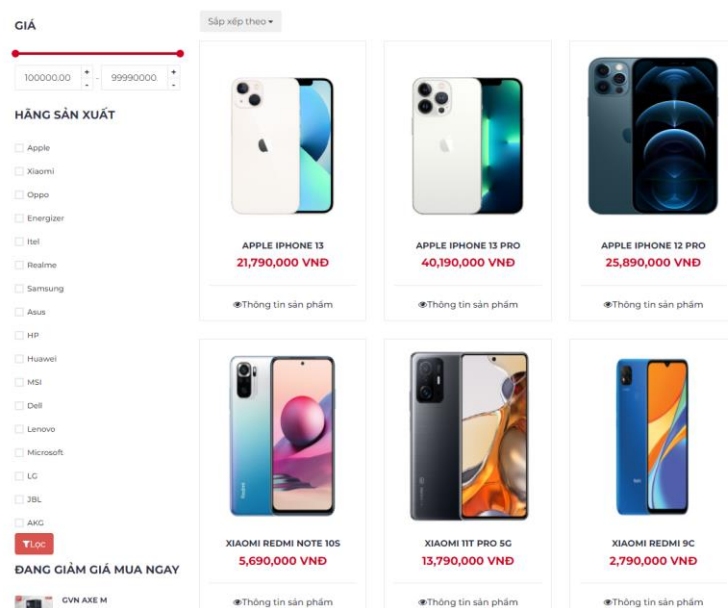 GIÁ
100000.00 + - - 99990000 + -
HÃNG SẢN XUẤT
Apple
Xiaomi
Oppo
Energizer
Itel
Realme
Samsung
Asus
HP
Huawei
MSI
Dell
Lenovo
Microsoft
LG
JBL
AKG
Lọc
ĐANG GIẢM GIÁ MUA NGAY
GVN AXE M
Sắp xếp theo
APPLE IPHONE 13
21,790,000 VNĐ
Thông tin sản phẩm
APPLE IPHONE 13 PRO
40,190,000 VNĐ
Thông tin sản phẩm
APPLE IPHONE 12 PRO
25,890,000 VNĐ
Thông tin sản phẩm
XIAOMI REDMI NOTE 10S
5,690,000 VNĐ
Thông tin sản phẩm
XIAOMI 11T PRO 5G
13,790,000 VNĐ
Thông tin sản phẩm
XIAOMI REDMI 9C
2,790,000 VNĐ
Thông tin sản phẩm